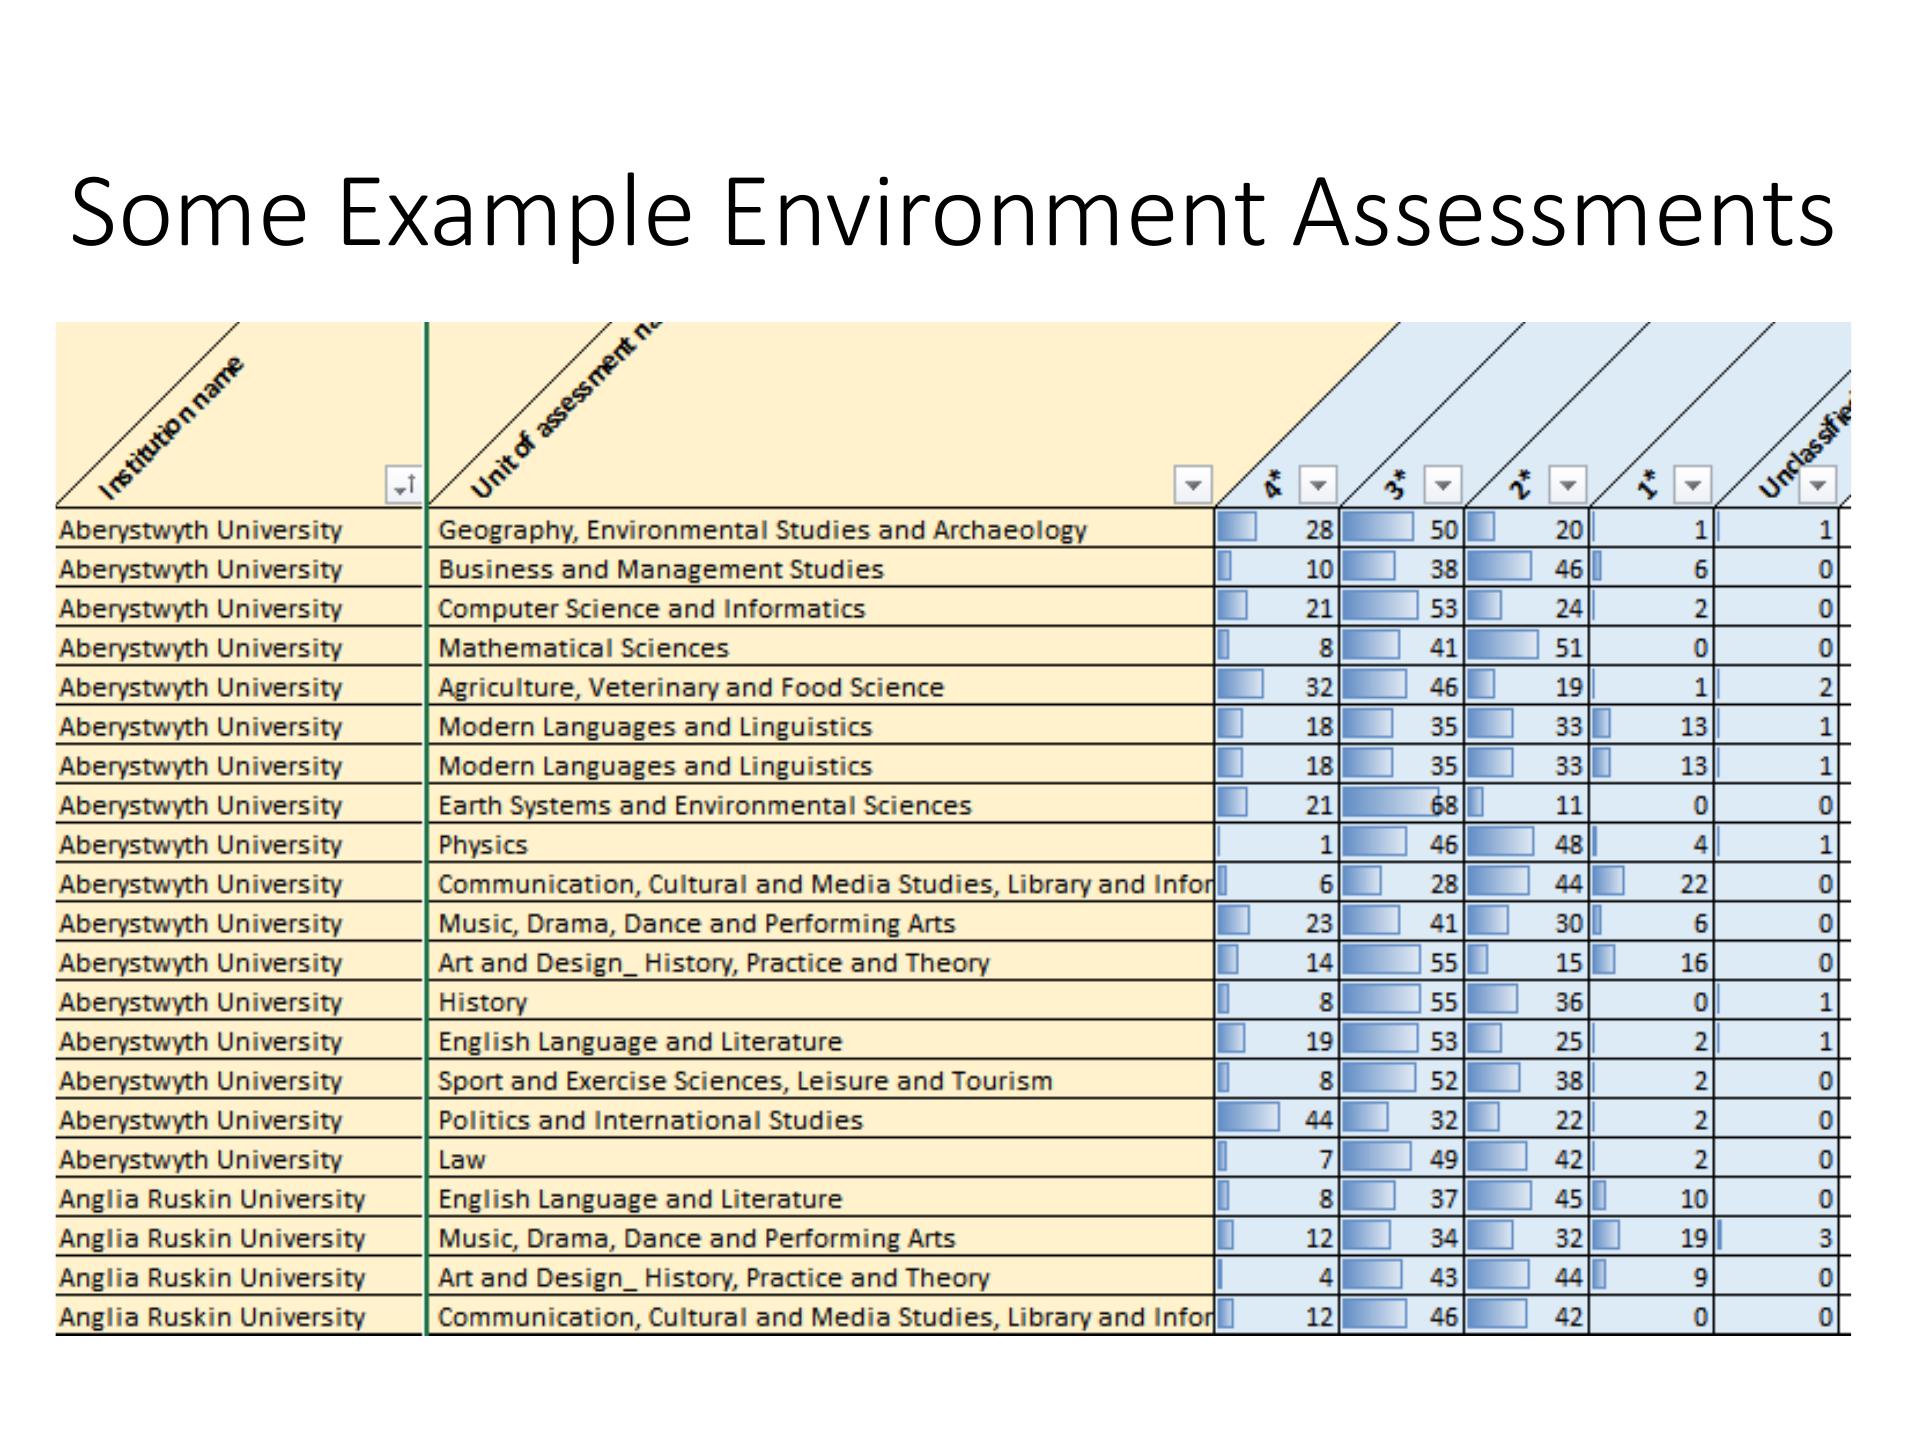 Some Example Environment Assessments
Institution name Unit of assessment 4* 3* 2* 1* Unclassified
Aberystwyth University Geography, Environmental Studies and Archaeology 28 50 20 1 1
Aberystwyth University Business and Management Studies 10 38 46 6 0
Aberystwyth University Computer Science and Informatics 21 53 24 2 0
Aberystwyth University Mathematical Sciences 8 41 51 0 0
Aberystwyth University Agriculture, Veterinary and Food Science 32 46 19 1 2
Aberystwyth University Modern Languages and Linguistics 18 35 33 13 1
Aberystwyth University Modern Languages and Linguistics 18 35 33 13 1
Aberystwyth University Earth Systems and Environmental Sciences 21 68 11 0 0
Aberystwyth University Physics 1 46 48 4 1
Aberystwyth University Communication, Cultural and Media Studies, Library and Infor 6 28 44 22 0
Aberystwyth University Music, Drama, Dance and Performing Arts 23 41 30 6 0
Aberystwyth University Art and Design_ History, Practice and Theory 14 55 15 16 0
Aberystwyth University History 8 55 36 0 1
Aberystwyth University English Language and Literature 19 53 25 2 1
Aberystwyth University Sport and Exercise Sciences, Leisure and Tourism 8 52 38 2 0
Aberystwyth University Politics and International Studies 44 32 22 2 0
Aberystwyth University Law 7 49 42 2 0
Anglia Ruskin University English Language and Literature 8 37 45 10 0
Anglia Ruskin University Music, Drama, Dance and Performing Arts 12 34 32 19 3
Anglia Ruskin University Art and Design_ History, Practice and Theory 4 43 44 9 0
Anglia Ruskin University Communication, Cultural and Media Studies, Library and Infor 12 46 42 0 0